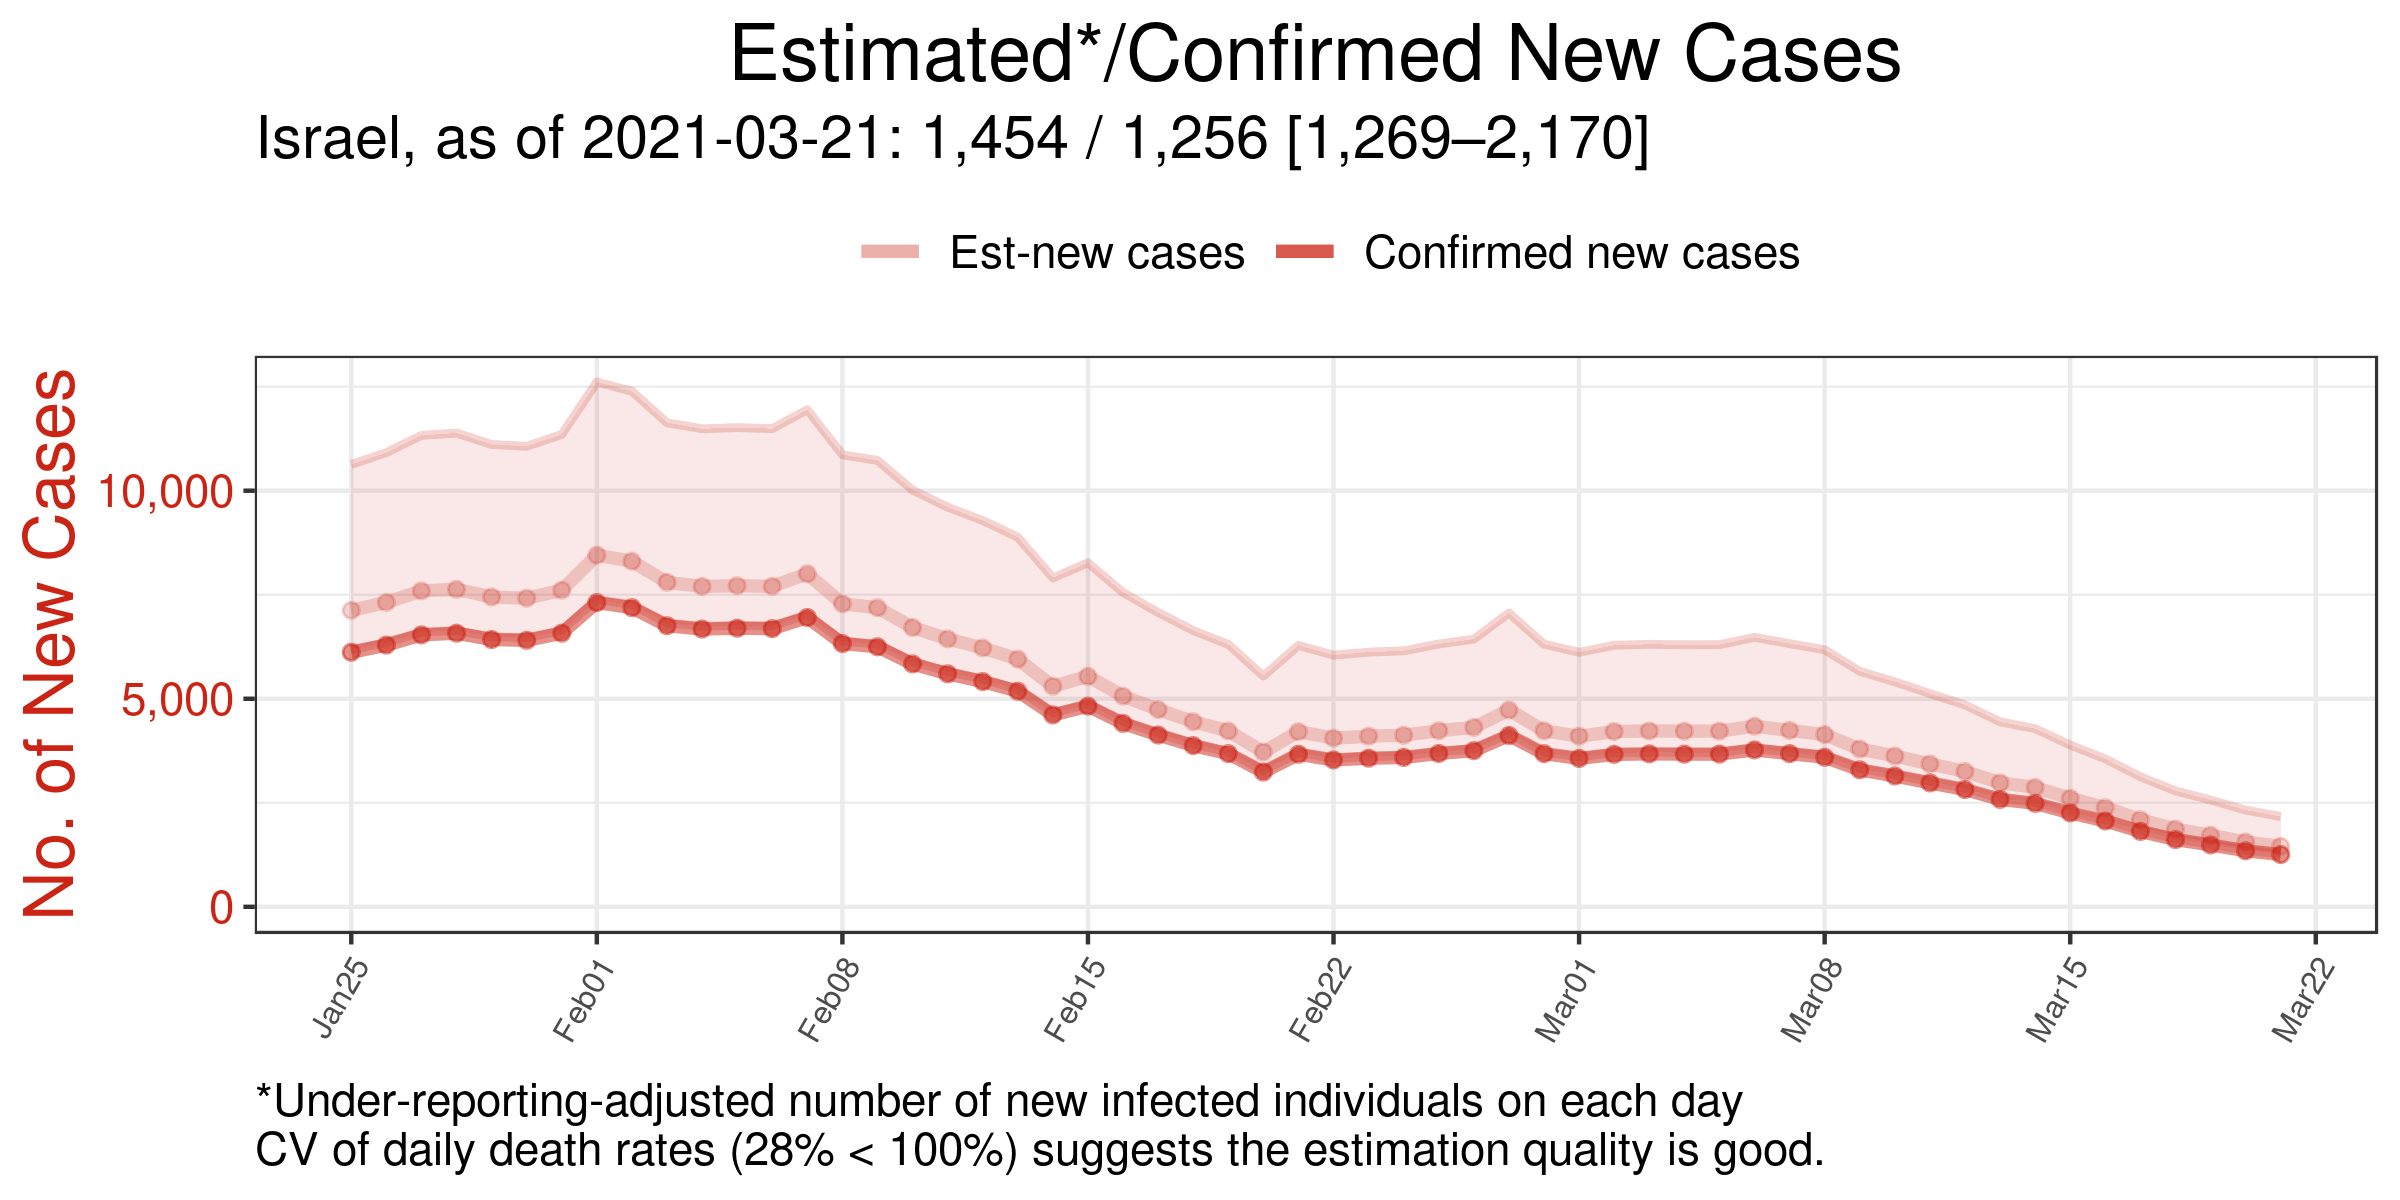 Estimated*/Confirmed New Cases
Israel, as of 2021-03-21: 1,454 / 1,256 [1,269–2,170]
Est-new cases
Confirmed new cases
No. of New Cases
10,000
5,000
0
Jan25
Feb01
Feb08
Feb15
Feb22
Mar01
Mar08
Mar15
Mar22
*Under-reporting-adjusted number of new infected individuals on each day
CV of daily death rates (28% < 100%) suggests the estimation quality is good.